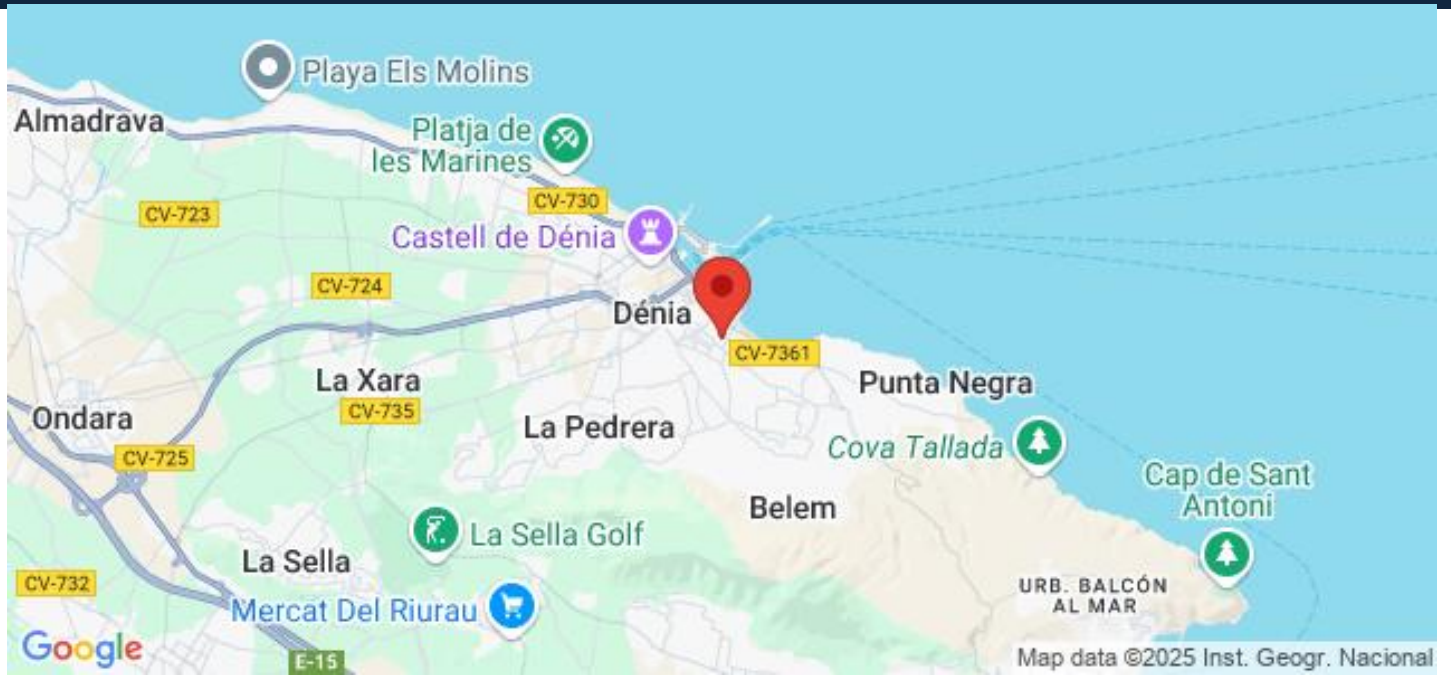 Playa Els Molins
Almadrava
Platja de
les Marines
CV-730
CV-723
Castell de Dénia
CV-724
Dénia
CV-7361
La Xara
Punta Negra
CV-735
Ondara
La Pedrera
Cova Tallada
CV-725
Cap de Sant
Antoni
Belem
La Sella Golf
La Sella
CV-732
URB. BALCÓN
AL MAR
Mercat Del Riurau
Google
E-15
Map data ©2025 Inst. Geogr. Nacional